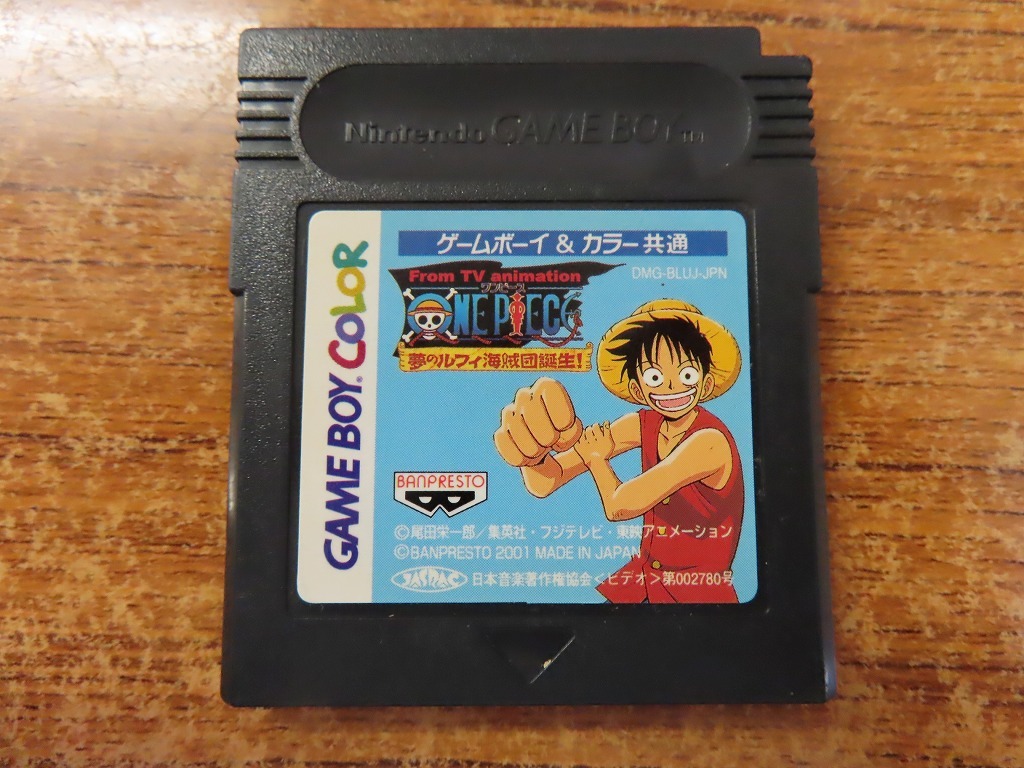 Nintendo GAME BOY TM
GAME BOY COLOR
ゲームボーイ & カラー共通
DMG-BLUJ-JPN
From TV animation
ワンピース
ONE PIECE
夢のルフィ海賊団誕生!
BANPRESTO
©尾田栄一郎/集英社・フジテレビ・東映アニメーション
©BANPRESTO 2001 MADE IN JAPAN
JASRAC 日本音楽著作権協会<ビデオ>第002780号